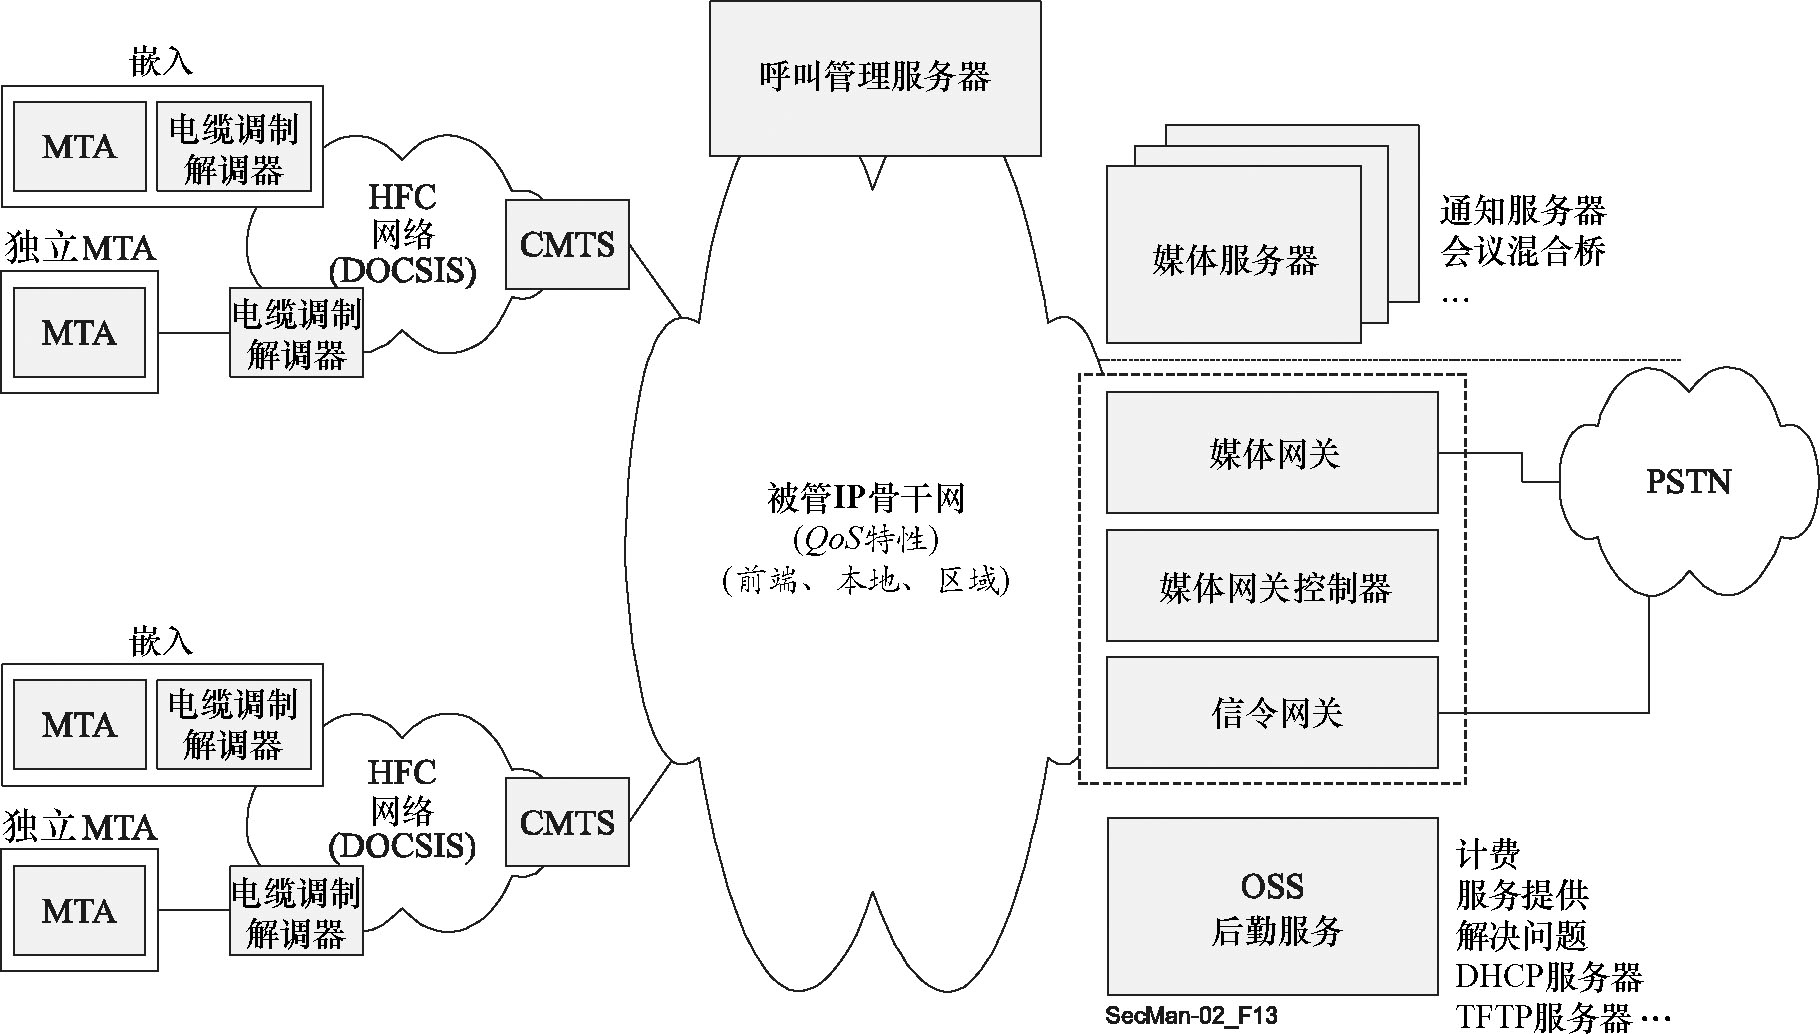 呼叫管理服务器
嵌入
MTA
电缆调制
解调器
HFC
网络
(DOCSIS)
CMTS
独立MTA
MTA
电缆调制
解调器
媒体服务器
通知服务器
会议混合桥
…
被管IP骨干网
(QoS特性)
(前端、本地、区域)
媒体网关
媒体网关控制器
信令网关
PSTN
嵌入
MTA
电缆调制
解调器
HFC
网络
(DOCSIS)
CMTS
独立MTA
MTA
电缆调制
解调器
OSS
后勤服务
计费
服务提供
解决问题
DHCP服务器
TFTP服务器…
SecMan-02_F13